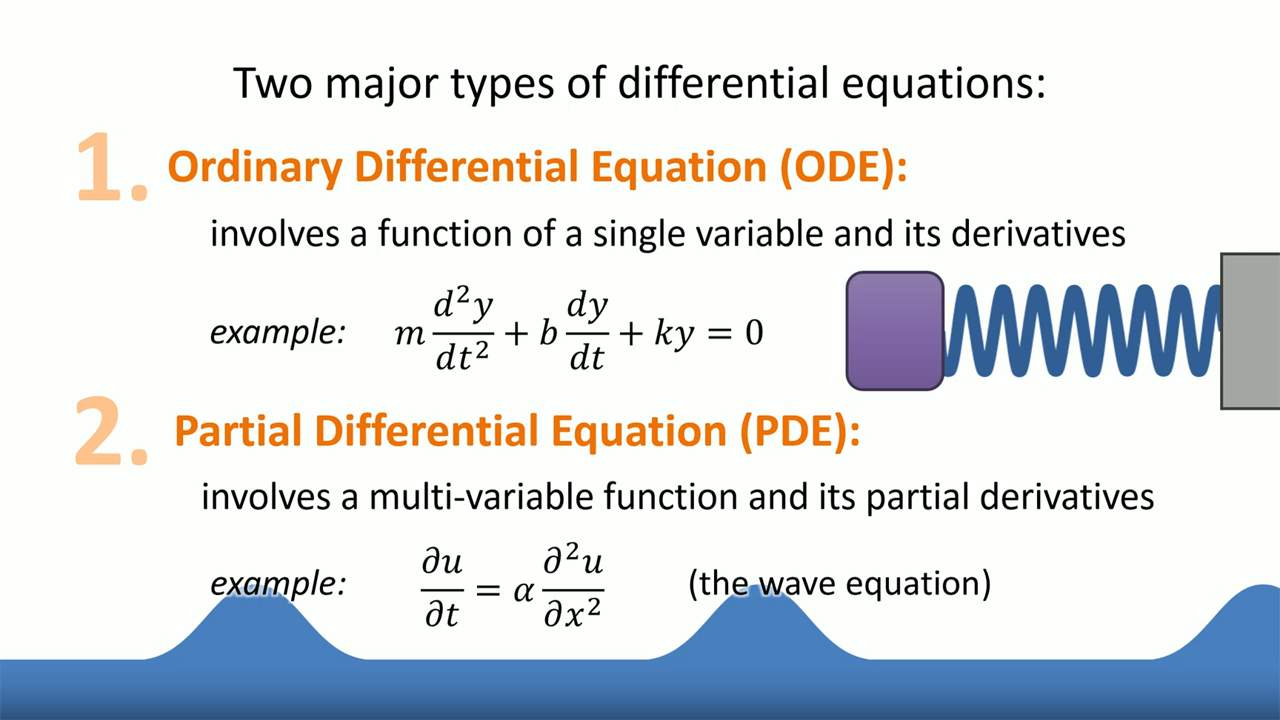 Two major types of differential equations:
1. Ordinary Differential Equation (ODE):
involves a function of a single variable and its derivatives
example: m d²y/dt² + b dy/dt + ky = 0
2. Partial Differential Equation (PDE):
involves a multi-variable function and its partial derivatives
example: ∂u/∂t = α ∂²u/∂x² (the wave equation)